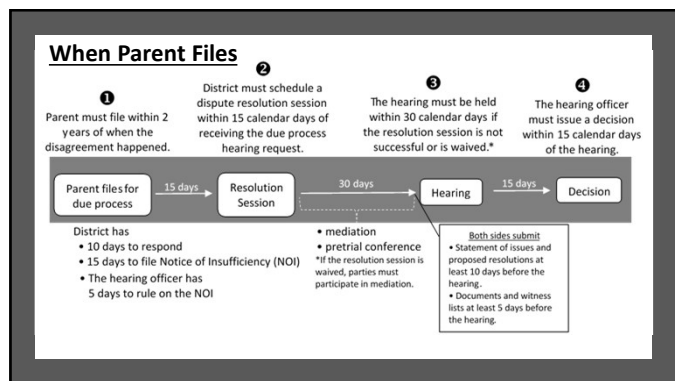 When Parent Files
❶
Parent must file within 2
years of when the
disagreement happened.
❷
District must schedule a
dispute resolution session
within 15 calendar days of
receiving the due process
hearing request.
❸
The hearing must be held
within 30 calendar days if
the resolution session is not
successful or is waived.*
❹
The hearing officer
must issue a decision
within 15 calendar days
of the hearing.
Parent files for
due process
15 days
Resolution
Session
30 days
Hearing
15 days
Decision
District has
• 10 days to respond
• 15 days to file Notice of Insufficiency (NOI)
• The hearing officer has
5 days to rule on the NOI
• mediation
• pretrial conference
*If the resolution session is
waived, parties must
participate in mediation.
Both sides submit
• Statement of issues and
proposed resolutions at
least 10 days before the
hearing.
• Documents and witness
lists at least 5 days before
the hearing.